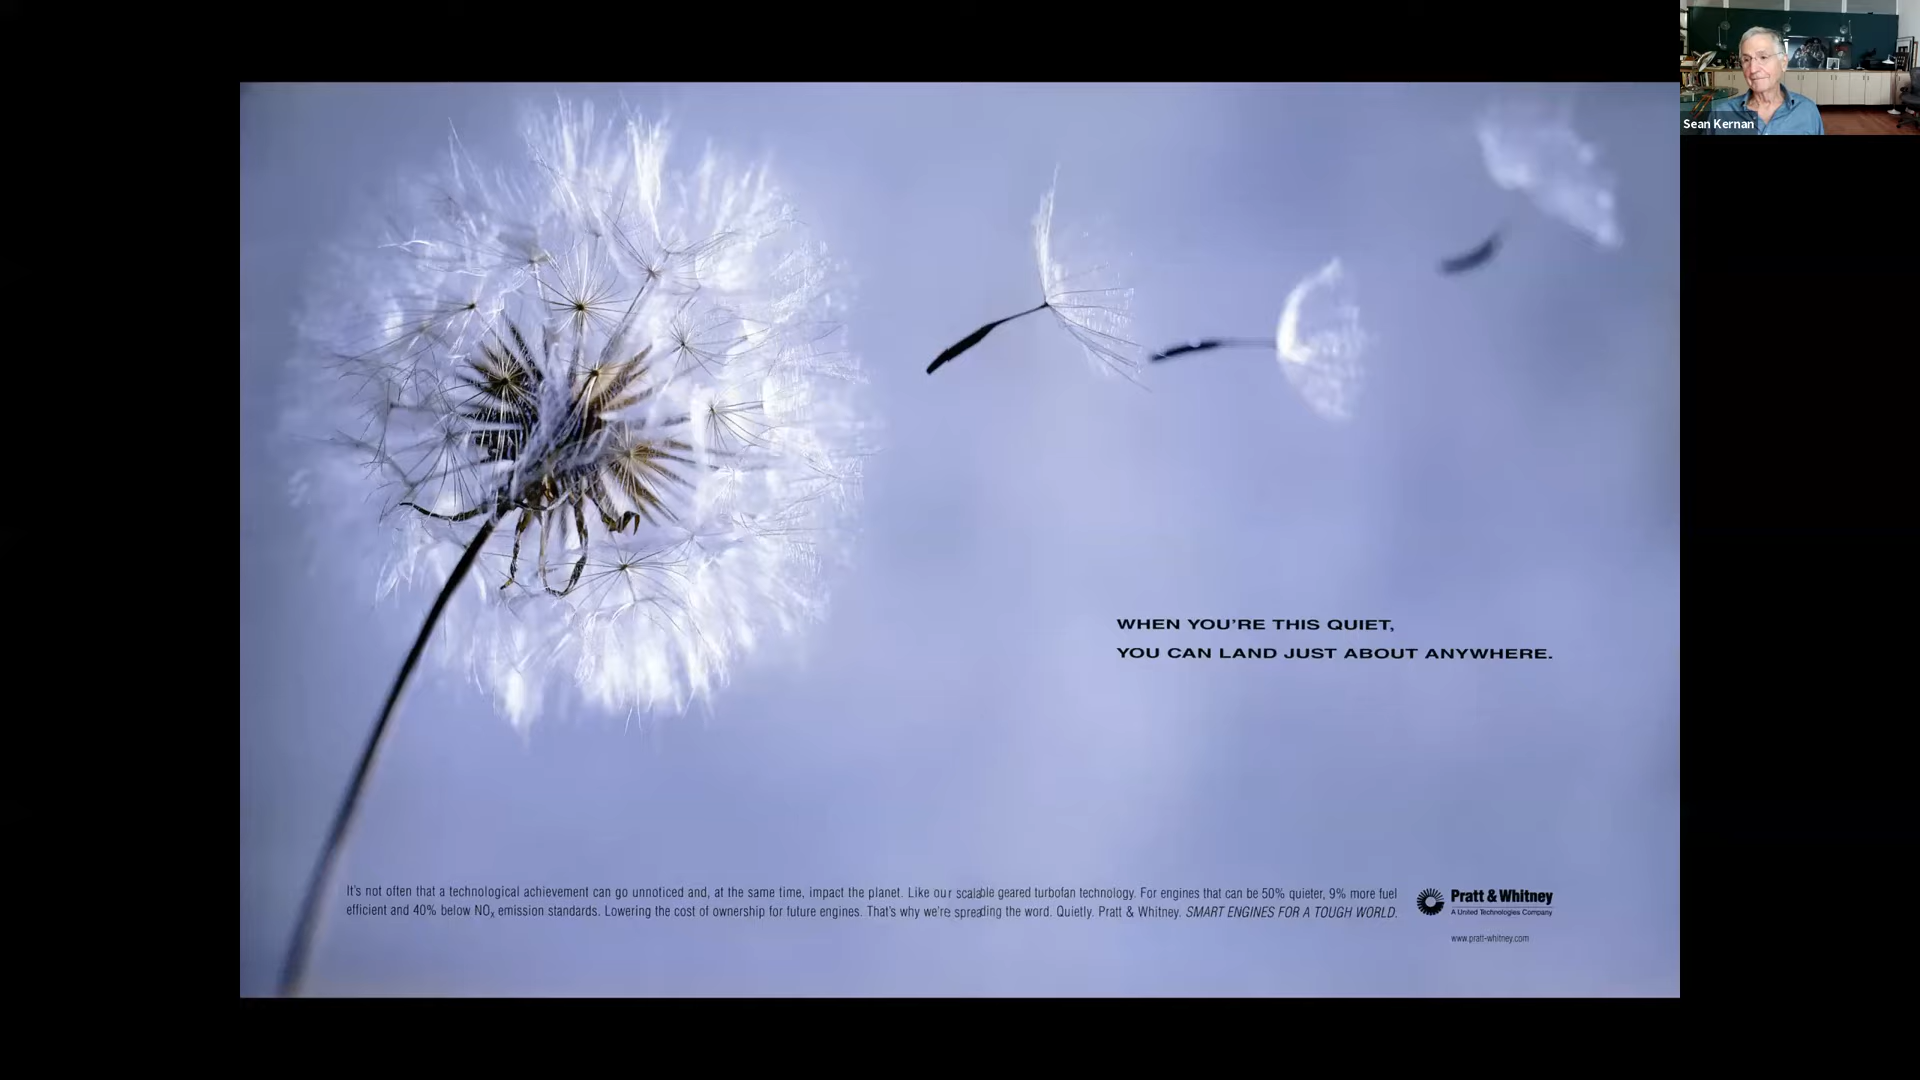 Sean Kernan
WHEN YOU'RE THIS QUIET,
YOU CAN LAND JUST ABOUT ANYWHERE.
It's not often that a technological achievement can go unnoticed and, at the same time, impact the planet. Like our scalable geared turbofan technology. For engines that can be 50% quieter, 9% more fuel
efficient and 40% below NOx emission standards. Lowering the cost of ownership for future engines. That's why we're spreading the word. Quietly. Pratt & Whitney. SMART ENGINES FOR A TOUGH WORLD.
Pratt & Whitney
A United Technologies Company
www.pratt-whitney.com